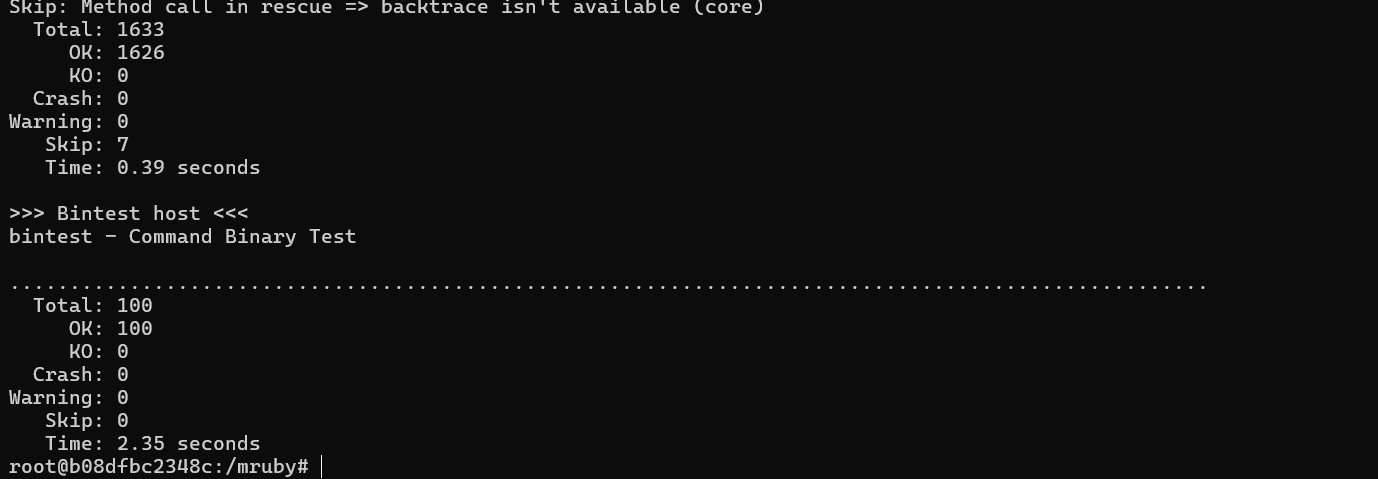 Skip: Method call in rescue => backtrace isn't available (core)
  Total: 1633
     OK: 1626
     KO: 0
  Crash: 0
Warning: 0
   Skip: 7
   Time: 0.39 seconds

>>> Bintest host <<<
bintest - Command Binary Test

....................................................................................................
  Total: 100
     OK: 100
     KO: 0
  Crash: 0
Warning: 0
   Skip: 0
   Time: 2.35 seconds
root@b08dfbc2348c:/mruby#